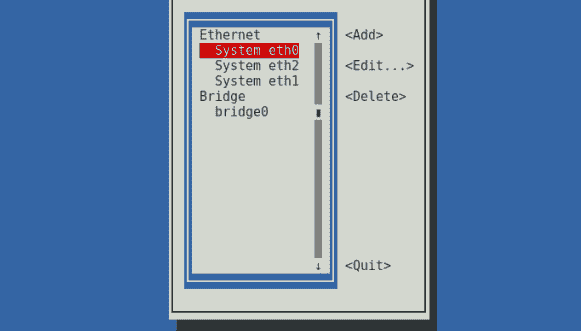 Ethernet ↑ <Add>
System eth0
System eth2 <Edit...>
System eth1
Bridge <Delete>
bridge0
↓ <Quit>